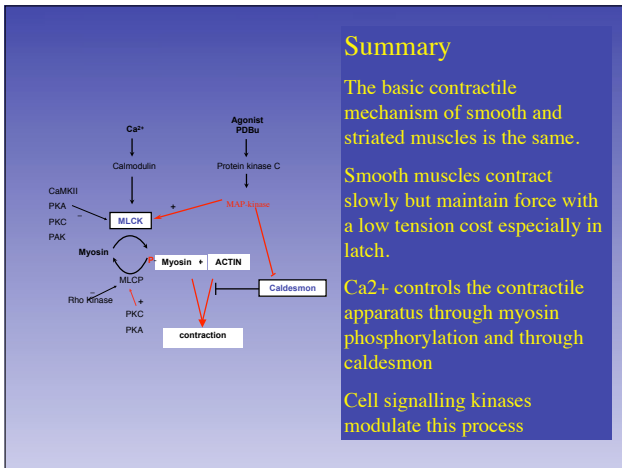 Summary
The basic contractile
mechanism of smooth and
striated muscles is the same.
Smooth muscles contract
slowly but maintain force with
a low tension cost especially in
latch.
Ca2+ controls the contractile
apparatus through myosin
phosphorylation and through
caldesmon
Cell signalling kinases
modulate this process
Agonist
PDBu
Ca²⁺
Calmodulin
Protein kinase C
CaMKII
PKA
PKC
PAK
–
MLCK
+
MAP-kinase
Myosin
P- Myosin + ACTIN
MLCP
Caldesmon
–
Rho Kinase
+
PKC
PKA
contraction